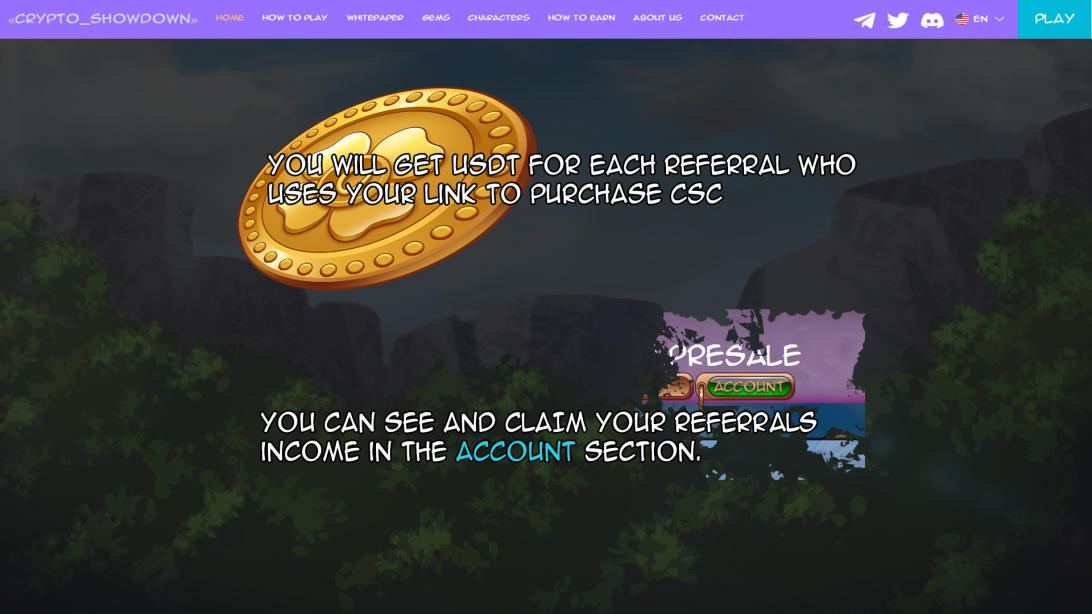 «CRYPTO_SHOWDOWN» HOME HOW TO PLAY WHITEPAPER GEMS CHARACTERS HOW TO EARN ABOUT US CONTACT EN PLAY
YOU WILL GET USDT FOR EACH REFERRAL WHO
USES YOUR LINK TO PURCHASE CSC
PRESALE
ACCOUNT
YOU CAN SEE AND CLAIM YOUR REFERRALS
INCOME IN THE ACCOUNT SECTION.